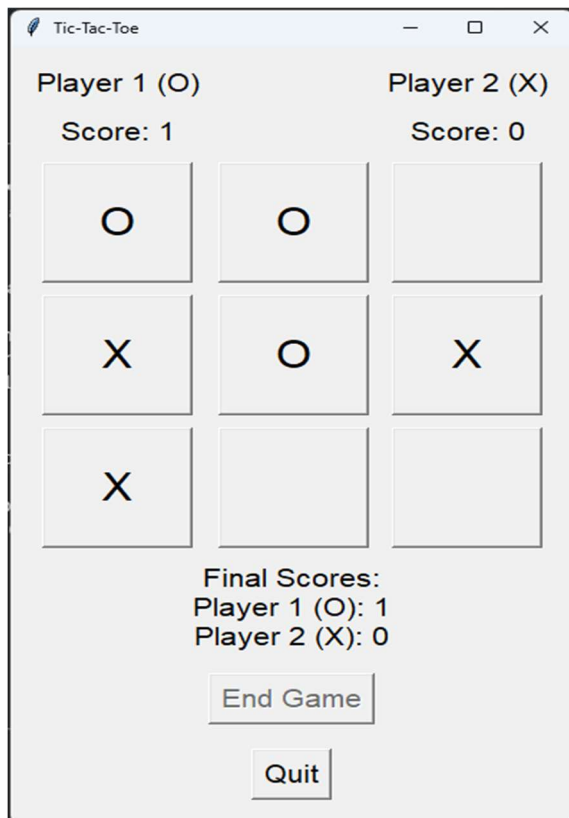 Tic-Tac-Toe
Player 1 (O) Player 2 (X)
Score: 1 Score: 0
O O
X O X
X
Final Scores:
Player 1 (O): 1
Player 2 (X): 0
End Game
Quit